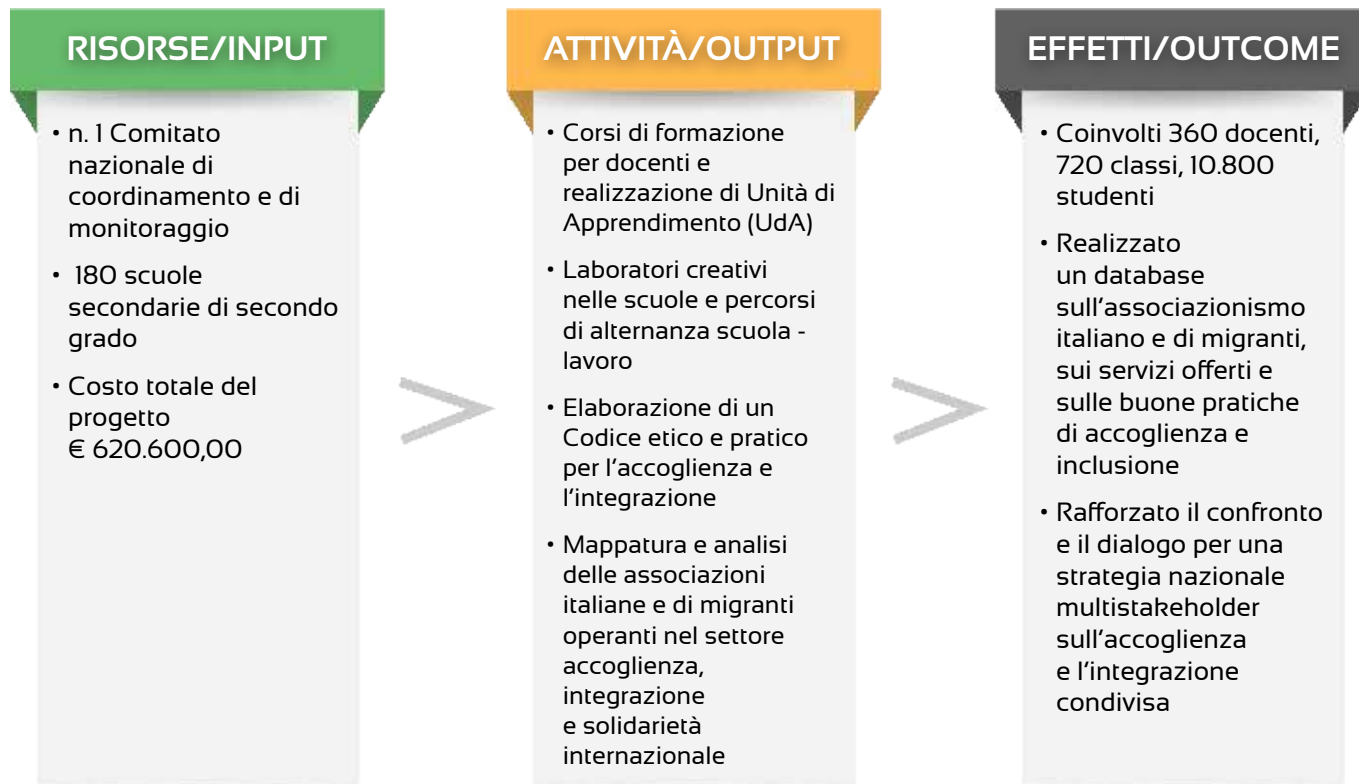 RISORSE/INPUT
• n. 1 Comitato
nazionale di
coordinamento e di
monitoraggio
• 180 scuole
secondarie di secondo
grado
• Costo totale del
progetto
€ 620.600,00
>
ATTIVITÀ/OUTPUT
• Corsi di formazione
per docenti e
realizzazione di Unità di
Apprendimento (UdA)
• Laboratori creativi
nelle scuole e percorsi
di alternanza scuola -
lavoro
• Elaborazione di un
Codice etico e pratico
per l'accoglienza e
l'integrazione
• Mappatura e analisi
delle associazioni
italiane e di migranti
operanti nel settore
accoglienza,
integrazione
e solidarietà
internazionale
>
EFFETTI/OUTCOME
• Coinvolti 360 docenti,
720 classi, 10.800
studenti
• Realizzato
un database
sull'associazionismo
italiano e di migranti,
sui servizi offerti e
sulle buone pratiche
di accoglienza e
inclusione
• Rafforzato il confronto
e il dialogo per una
strategia nazionale
multistakeholder
sull'accoglienza
e l'integrazione
condivisa